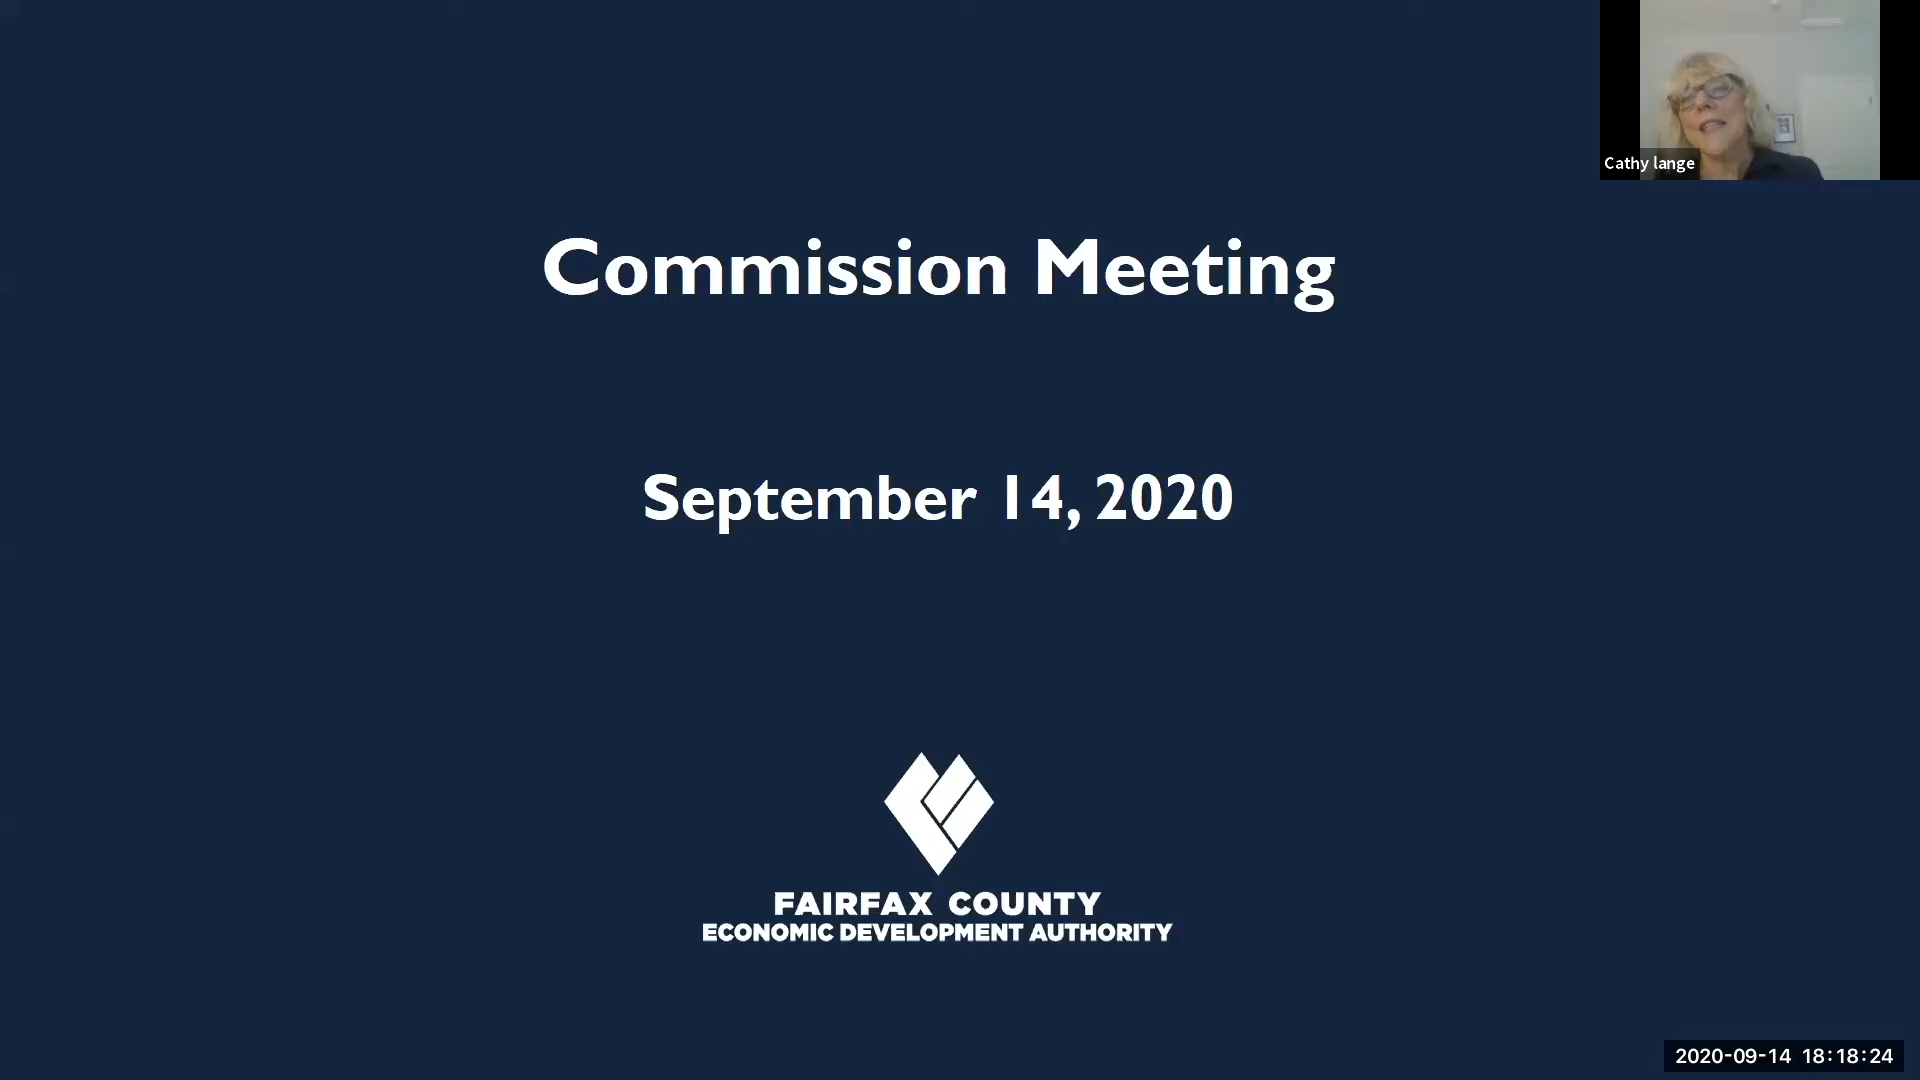 Cathy lange
Commission Meeting
September 14, 2020
FAIRFAX COUNTY
ECONOMIC DEVELOPMENT AUTHORITY
2020-09-14 18:18:24